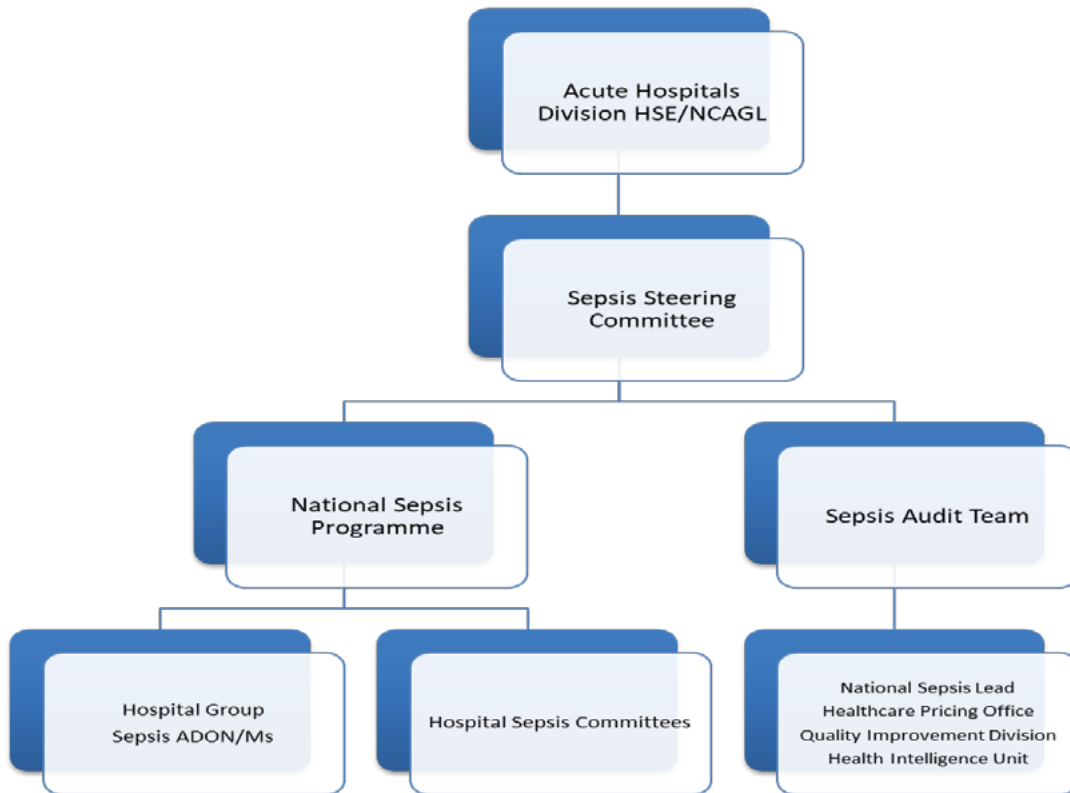 Acute Hospitals
Division HSE/NCAGL
Sepsis Steering
Committee
National Sepsis
Programme
Sepsis Audit Team
Hospital Group
Sepsis ADON/Ms
Hospital Sepsis Committees
National Sepsis Lead
Healthcare Pricing Office
Quality Improvement Division
Health Intelligence Unit